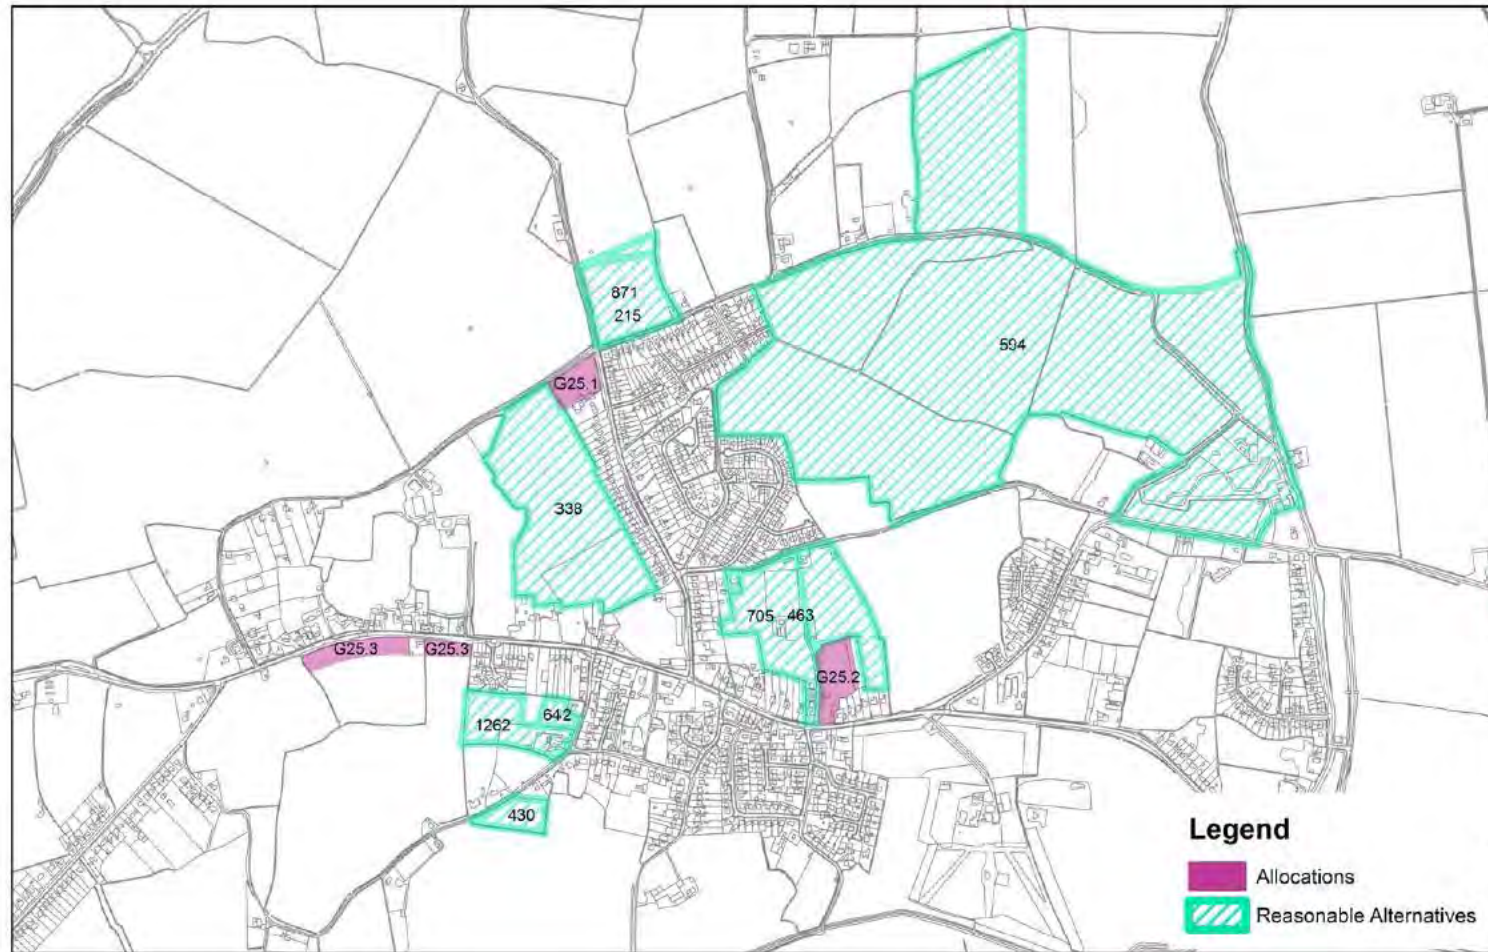 871
215
594
G25.1
338
705
463
G25.3
G25.3
G25.2
642
1262
430
Legend
Allocations
Reasonable Alternatives